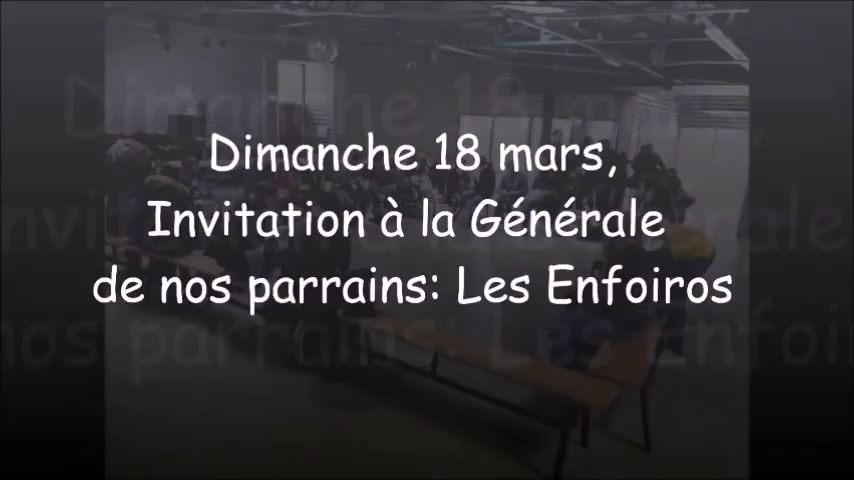 Dimanche 18 mars,
Invitation à la Générale
de nos parrains: Les Enfoiros